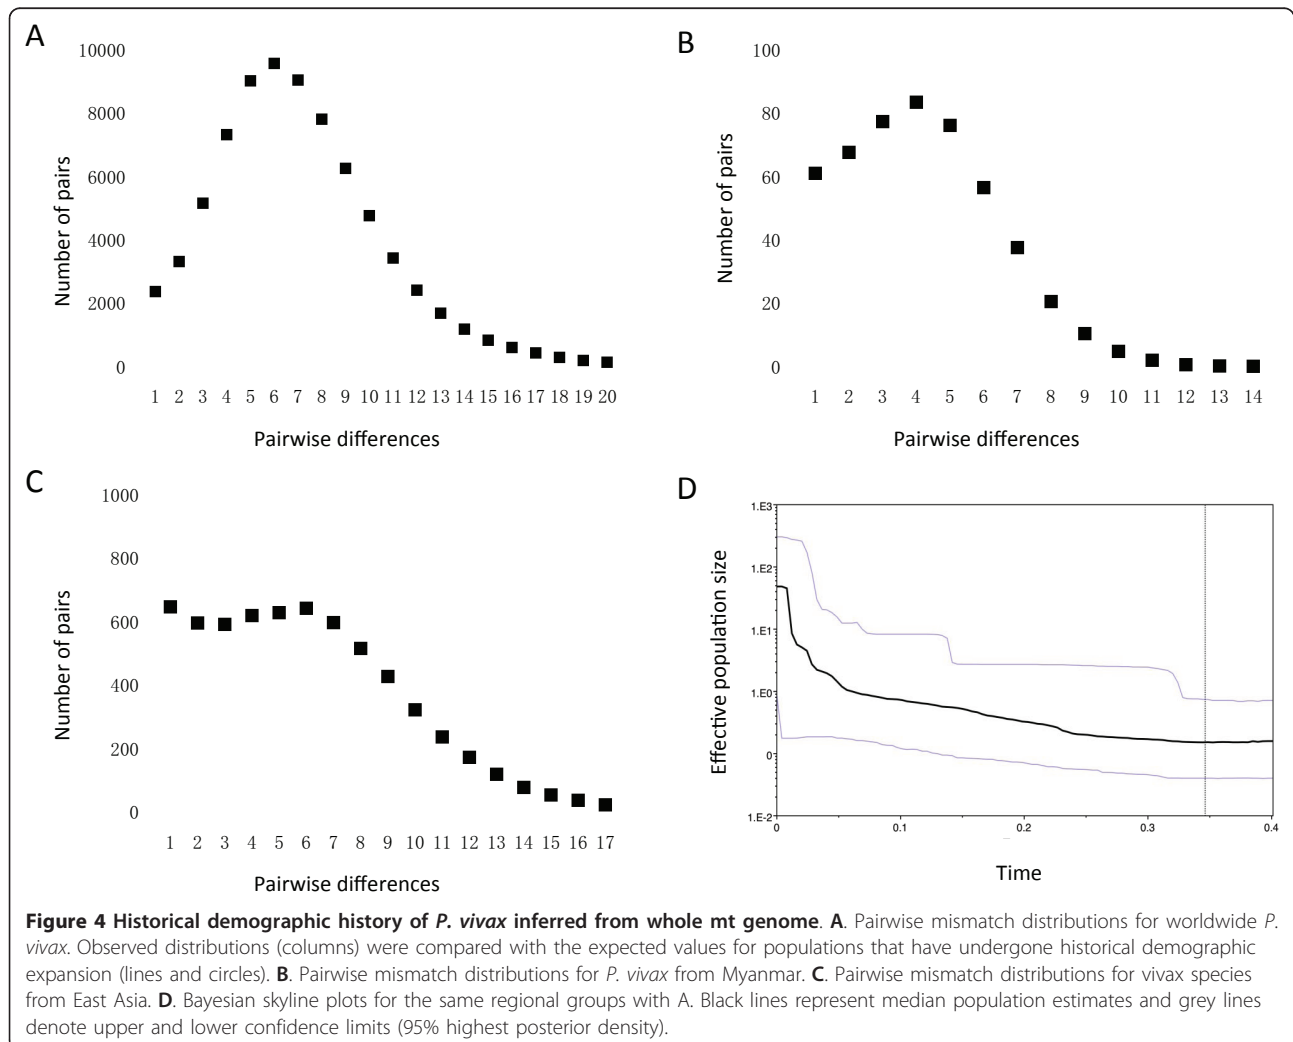 A
10000
8000
6000
4000
2000
0
Number of pairs
1 2 3 4 5 6 7 8 9 10 11 12 13 14 15 16 17 18 19 20
Pairwise differences
B
100
80
60
40
20
0
Number of pairs
1 2 3 4 5 6 7 8 9 10 11 12 13 14
Pairwise differences
C
1000
800
600
400
200
0
Number of pairs
1 2 3 4 5 6 7 8 9 10 11 12 13 14 15 16 17
Pairwise differences
D
1.E3
1.E2
1.E1
1.E0
0
1.E-2
Effective population size
0 0.1 0.2 0.3 0.4
Time
Figure 4 Historical demographic history of P. vivax inferred from whole mt genome. A. Pairwise mismatch distributions for worldwide P.
vivax. Observed distributions (columns) were compared with the expected values for populations that have undergone historical demographic
expansion (lines and circles). B. Pairwise mismatch distributions for P. vivax from Myanmar. C. Pairwise mismatch distributions for vivax species
from East Asia. D. Bayesian skyline plots for the same regional groups with A. Black lines represent median population estimates and grey lines
denote upper and lower confidence limits (95% highest posterior density).